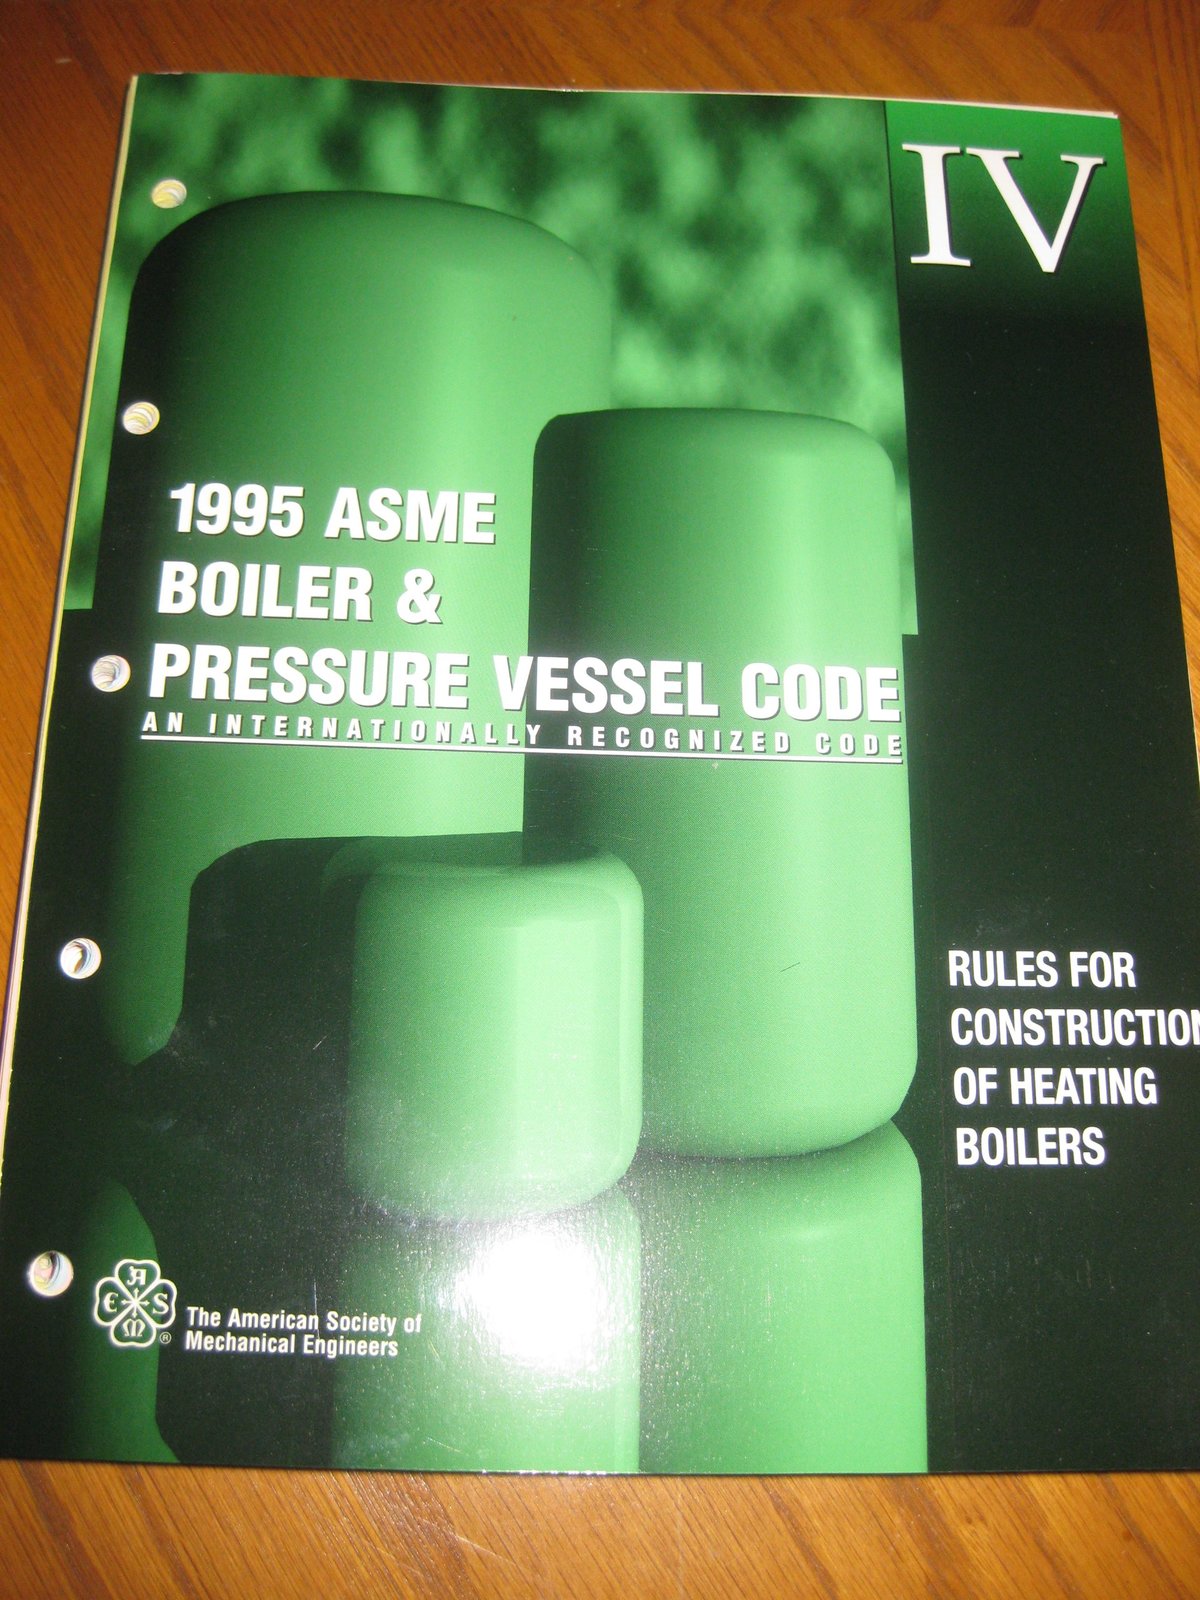 IV
1995 ASME
BOILER &
PRESSURE VESSEL CODE
AN INTERNATIONALLY RECOGNIZED CODE
RULES FOR
CONSTRUCTION
OF HEATING
BOILERS
A
E S
M
®
The American Society of
Mechanical Engineers